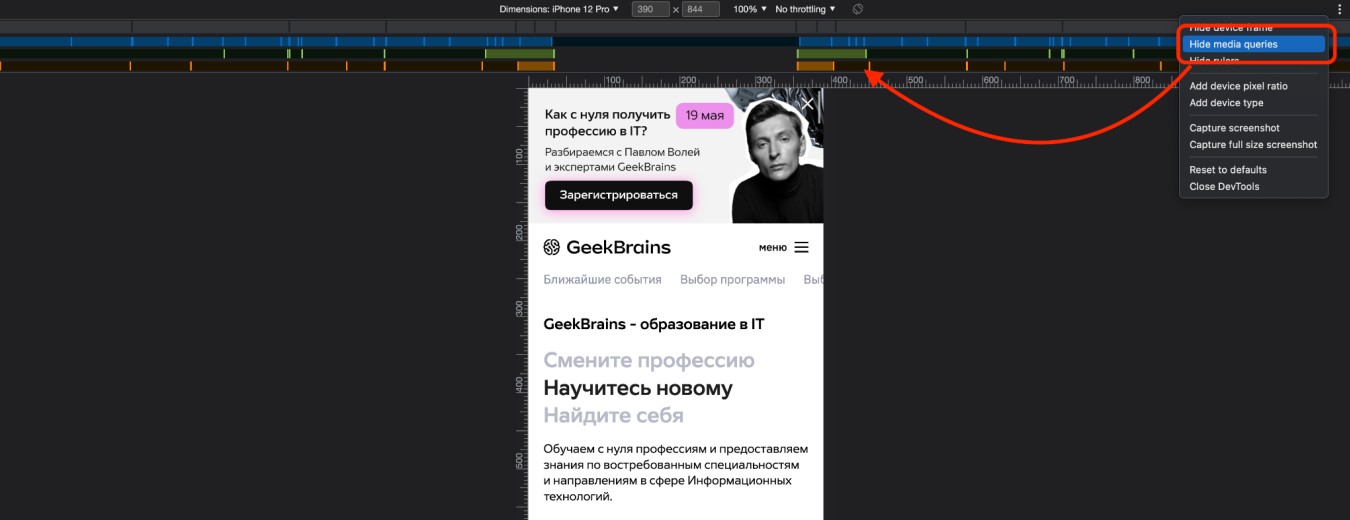 Dimensions: iPhone 12 Pro ▼ 390 × 844 100% ▼ No throttling ▼
Hide device frame
Hide media queries
Hide rulers
Add device pixel ratio
Add device type
Capture screenshot
Capture full size screenshot
Reset to defaults
Close DevTools
100 200 300 400 500 600 700 800
100
200
300
400
500
Как с нуля получить
профессию в IT?
19 мая
Разбираемся с Павлом Волей
и экспертами GeekBrains
Зарегистрироваться
GeekBrains
меню
Ближайшие события Выбор программы Выб
GeekBrains - образование в IT
Смените профессию
Научитесь новому
Найдите себя
Обучаем с нуля профессиям и предоставляем
знания по востребованным специальностям
и направлениям в сфере Информационных
технологий.